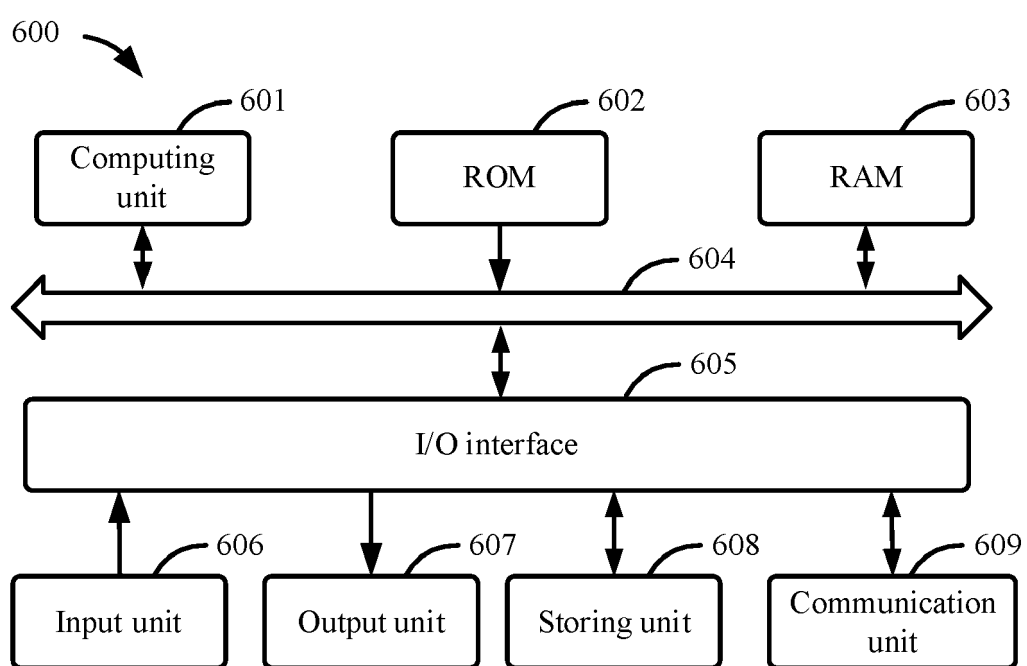 600
601
602
603
Computing
unit
ROM
RAM
604
605
I/O interface
606
607
608
609
Input unit
Output unit
Storing unit
Communication
unit